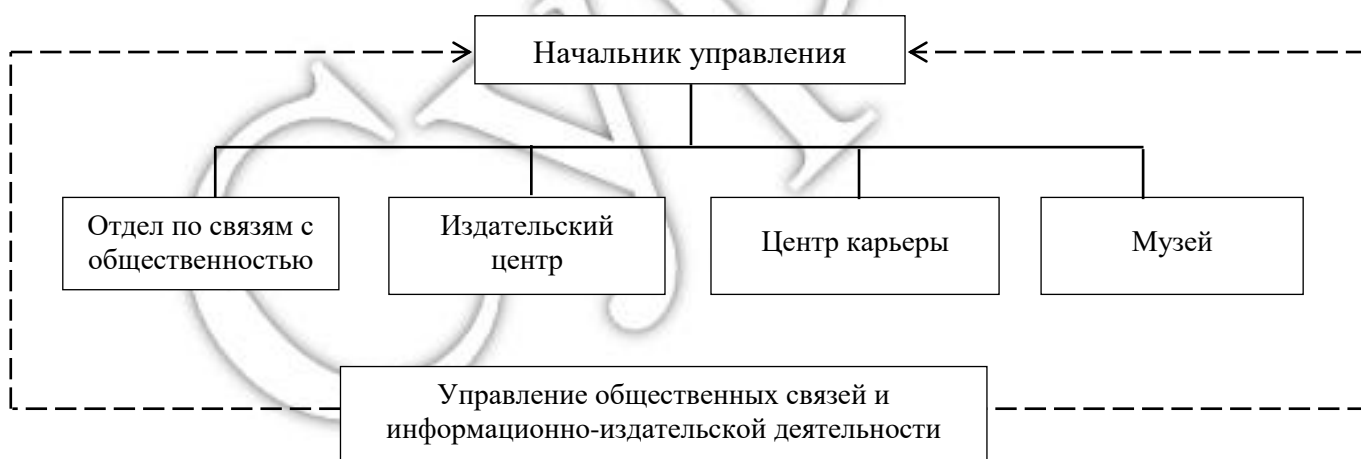 Начальник управления
Отдел по связям с
общественностью
Издательский
центр
Центр карьеры
Музей
Управление общественных связей и
информационно-издательской деятельности